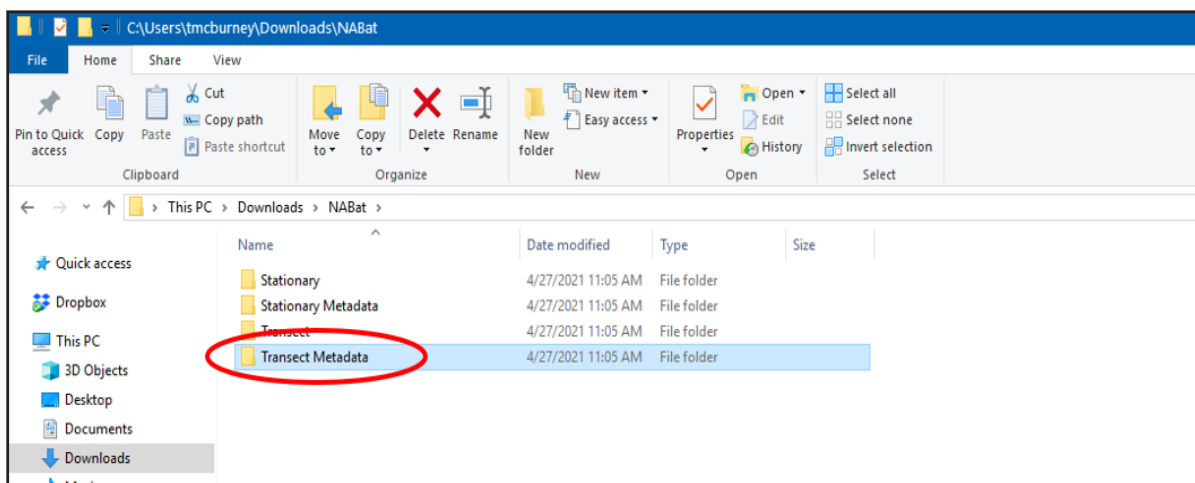 C:\Users\tmcburney\Downloads\NABat
File Home Share View
Pin to Quick access
Copy
Paste
Cut
Copy path
Paste shortcut
Clipboard
Move to
Copy to
Delete
Rename
Organize
New folder
New item
Easy access
New
Properties
Open
Edit
History
Open
Select all
Select none
Invert selection
Select
This PC > Downloads > NABat >
Quick access
Dropbox
This PC
3D Objects
Desktop
Documents
Downloads
Name Date modified Type Size
Stationary 4/27/2021 11:05 AM File folder
Stationary Metadata 4/27/2021 11:05 AM File folder
Transect 4/27/2021 11:05 AM File folder
Transect Metadata 4/27/2021 11:05 AM File folder